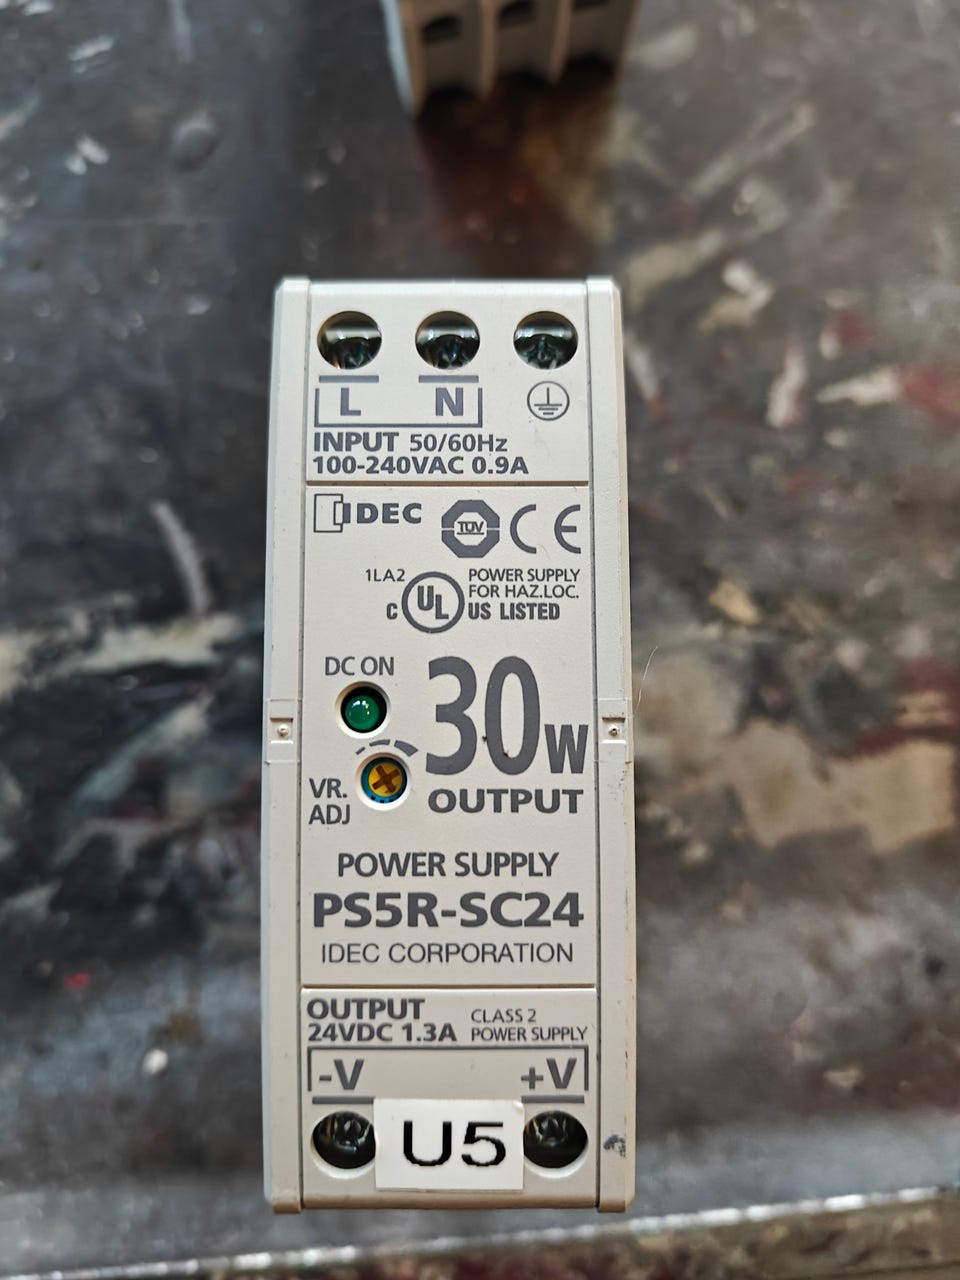 L N
INPUT 50/60Hz
100-240VAC 0.9A
IDEC TÜV CE
1LA2 POWER SUPPLY
FOR HAZ.LOC.
C UL US LISTED
DC ON
30W
VR.
ADJ
OUTPUT
POWER SUPPLY
PS5R-SC24
IDEC CORPORATION
OUTPUT CLASS 2
24VDC 1.3A POWER SUPPLY
-V +V
U5